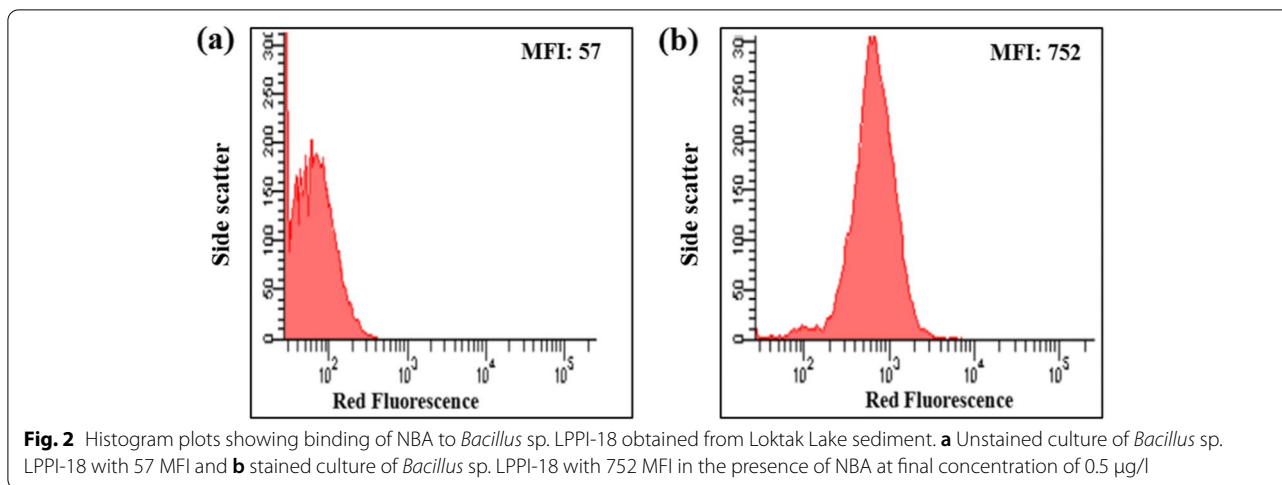 (a)
MFI: 57
Side scatter
300
250
200
150
100
50
0
10² 10³ 10⁴ 10⁵
Red Fluorescence
(b)
MFI: 752
Side scatter
30
250
200
150
100
50
0
10² 10³ 10⁴ 10⁵
Red Fluorescence
Fig. 2 Histogram plots showing binding of NBA to Bacillus sp. LPPI-18 obtained from Loktak Lake sediment. a Unstained culture of Bacillus sp.
LPPI-18 with 57 MFI and b stained culture of Bacillus sp. LPPI-18 with 752 MFI in the presence of NBA at final concentration of 0.5 µg/l